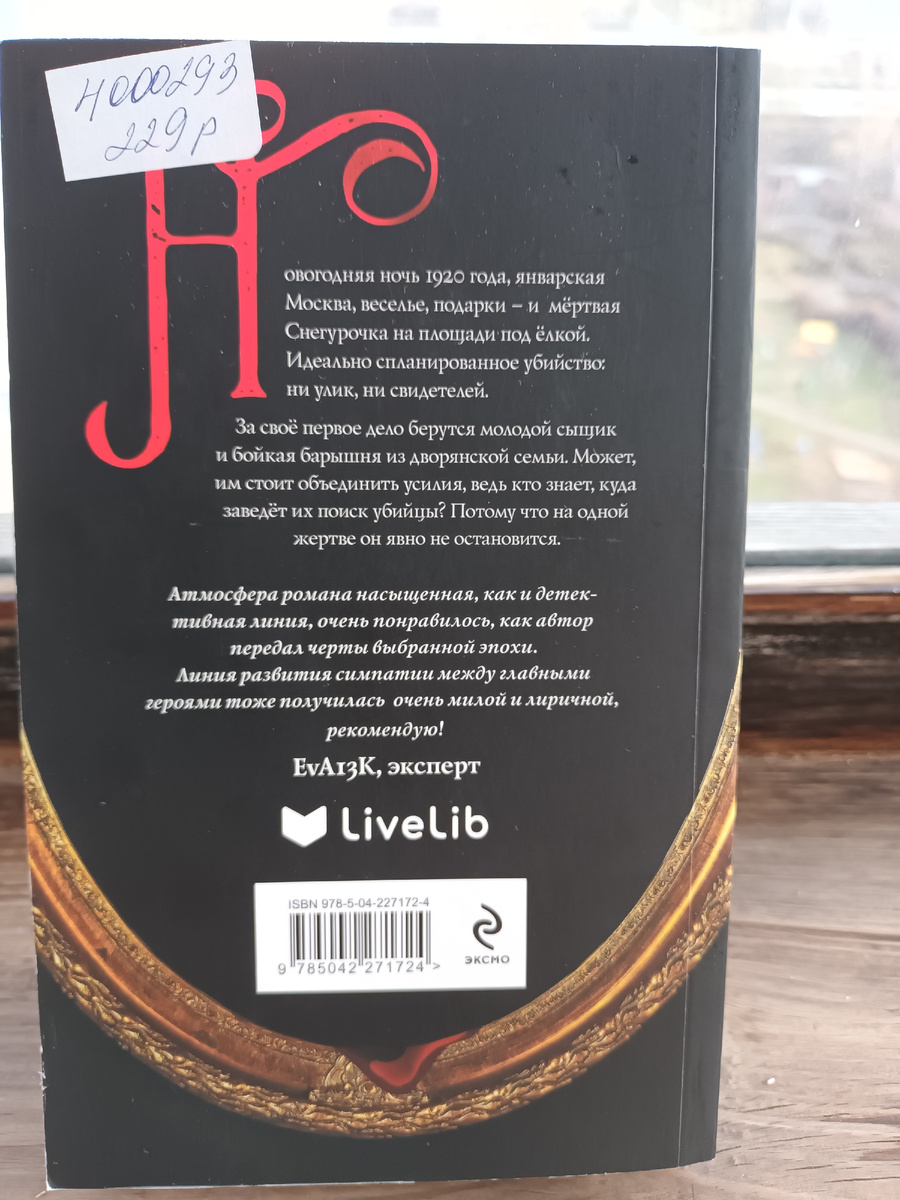 4000293
229р
Новогодняя ночь 1920 года, январская
Москва, веселье, подарки – и мёртвая
Снегурочка на площади под ёлкой.
Идеально спланированное убийство:
ни улик, ни свидетелей.
За своё первое дело берутся молодой сыщик
и бойкая барышня из дворянской семьи. Может,
им стоит объединить усилия, ведь кто знает, куда
заведёт их поиск убийцы? Потому что на одной
жертве он явно не остановится.
Атмосфера романа насыщенная, как и детек-
тивная линия, очень понравилось, как автор
передал черты выбранной эпохи.
Линия развития симпатии между главными
героями тоже получилась очень милой и лиричной,
рекомендую!
EvA13K, эксперт
LiveLib
ISBN 978-5-04-227172-4
9 785042 271724 >
ЭКСМО